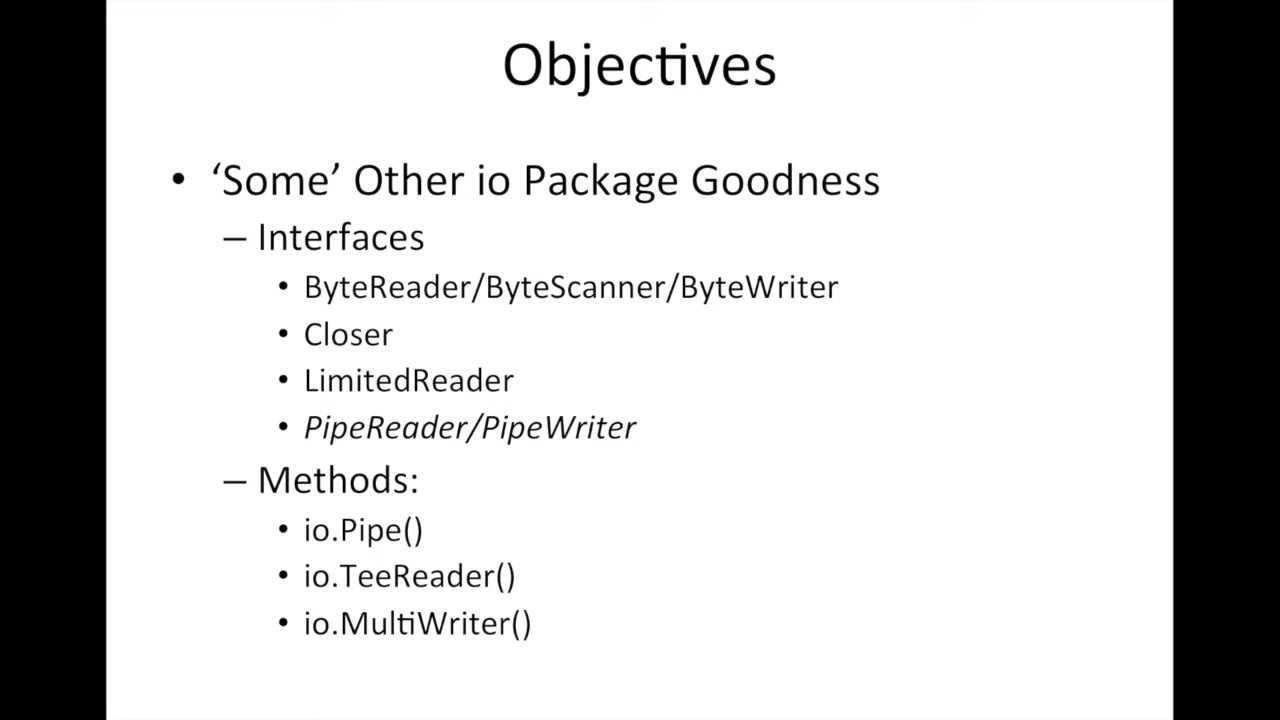 Objectives
• ‘Some’ Other io Package Goodness
– Interfaces
• ByteReader/ByteScanner/ByteWriter
• Closer
• LimitedReader
• PipeReader/PipeWriter
– Methods:
• io.Pipe()
• io.TeeReader()
• io.MultiWriter()